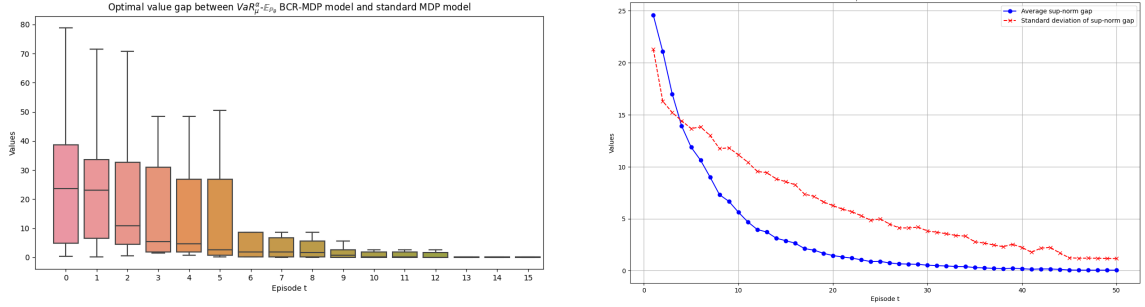 Optimal value gap between VaR^α_μ-𝔼_{P_θ} BCR-MDP model and standard MDP model
80
70
60
50
40
30
20
10
0
Values
0 1 2 3 4 5 6 7 8 9 10 11 12 13 14 15
Episode t
Average sup-norm gap
Standard deviation of sup-norm gap
25
20
15
10
5
0
Values
0 10 20 30 40 50
Episode t